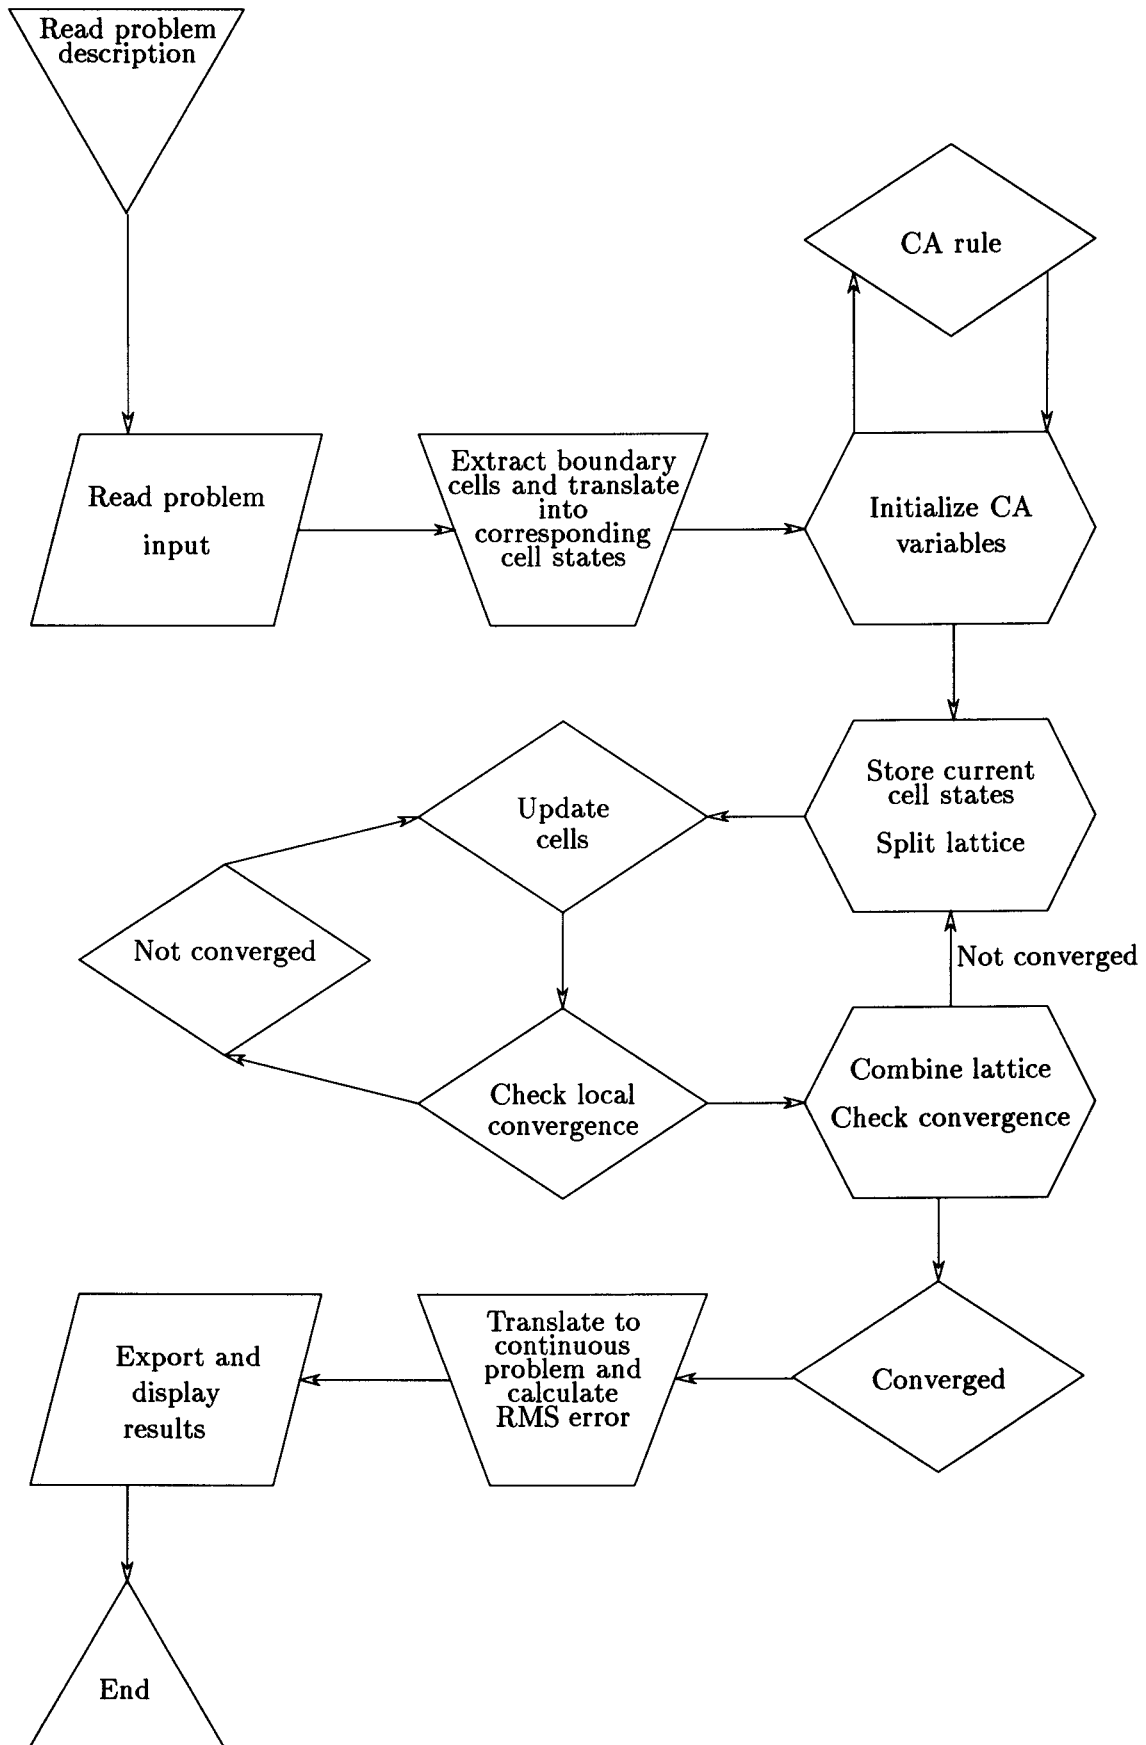 Read problem
description
CA rule
Read problem
input
Extract boundary
cells and translate
into
corresponding
cell states
Initialize CA
variables
Update
cells
Store current
cell states
Split lattice
Not converged
Not converged
Check local
convergence
Combine lattice
Check convergence
Export and
display
results
Translate to
continuous
problem and
calculate
RMS error
Converged
End